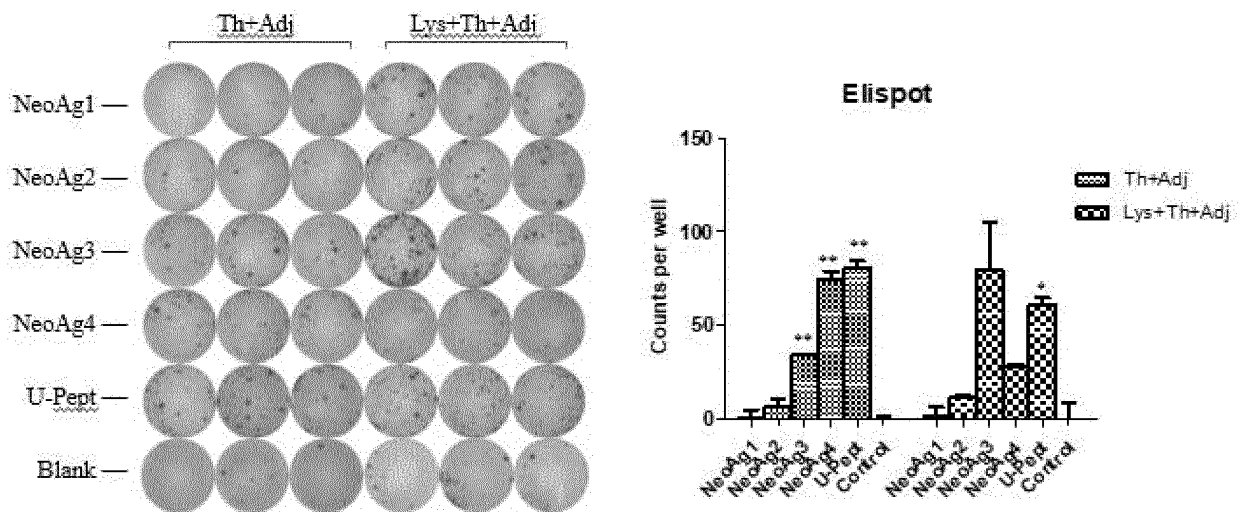 Th+Adj
Lys+Th+Adj
NeoAg1
NeoAg2
NeoAg3
NeoAg4
U-Pept
Blank
Elispot
Counts per well
150
100
50
0
**
**
**
*
Th+Adj
Lys+Th+Adj
NeoAg1
NeoAg2
NeoAg3
NeoAg4
U-Pept
Control
NeoAg1
NeoAg2
NeoAg3
NeoAg4
U-Pept
Control